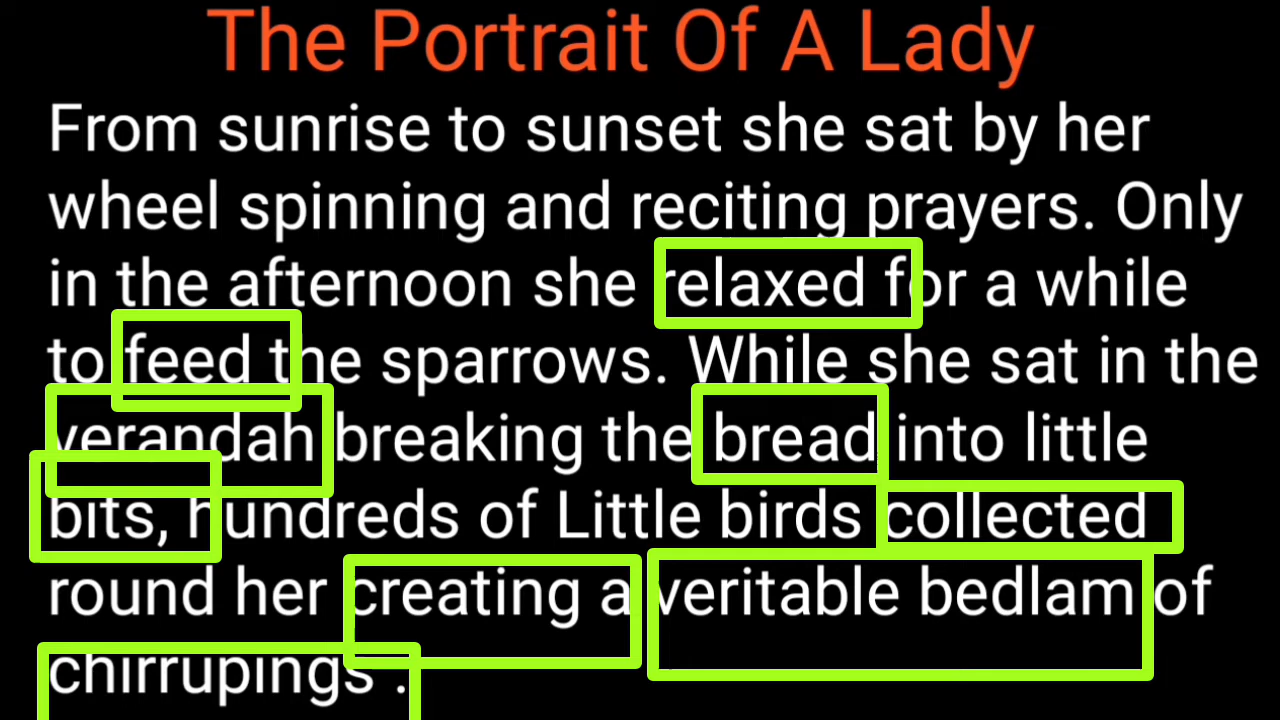 The Portrait Of A Lady
From sunrise to sunset she sat by her
wheel spinning and reciting prayers. Only
in the afternoon she relaxed for a while
to feed the sparrows. While she sat in the
verandah breaking the bread into little
bits, hundreds of Little birds collected
round her creating a veritable bedlam of
chirrupings .